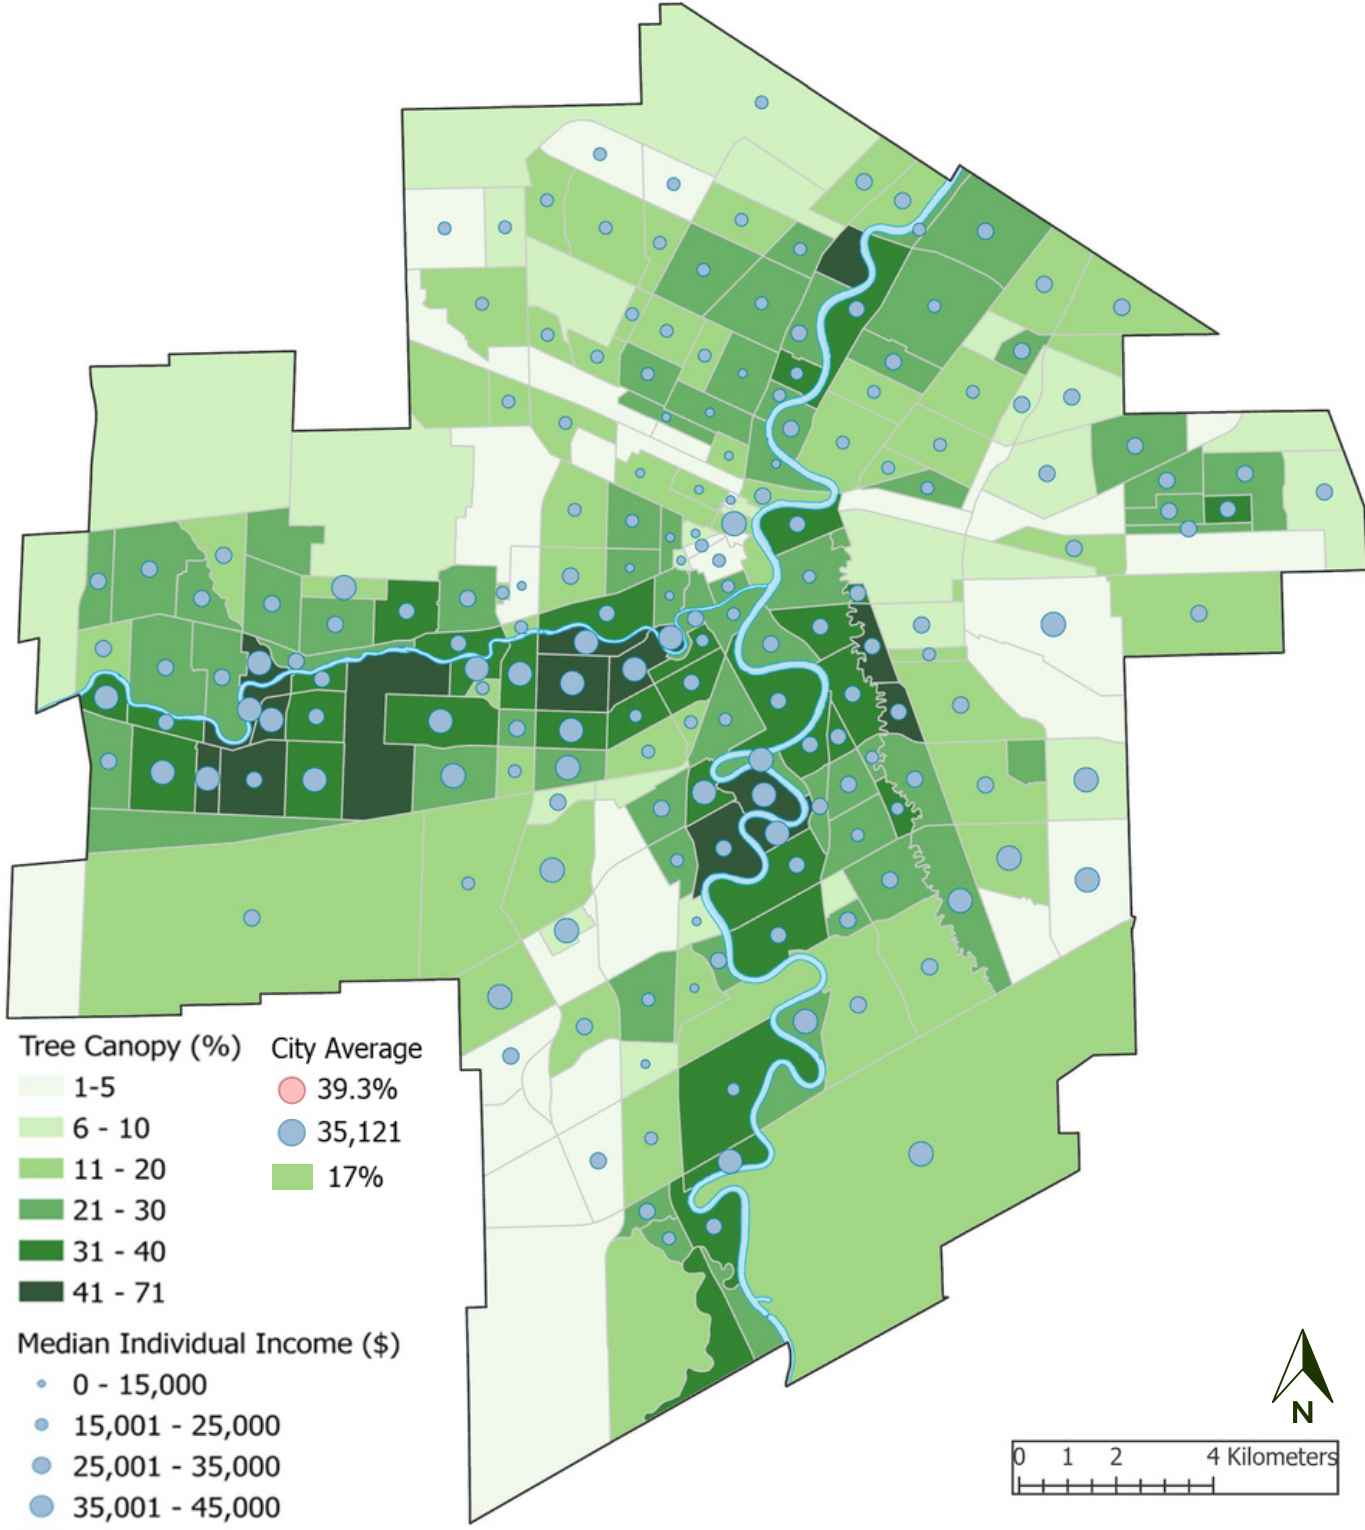 Tree Canopy (%)
1-5
6 - 10
11 - 20
21 - 30
31 - 40
41 - 71
City Average
39.3%
35,121
17%
Median Individual Income ($)
0 - 15,000
15,001 - 25,000
25,001 - 35,000
35,001 - 45,000
N
0 1 2 4 Kilometers